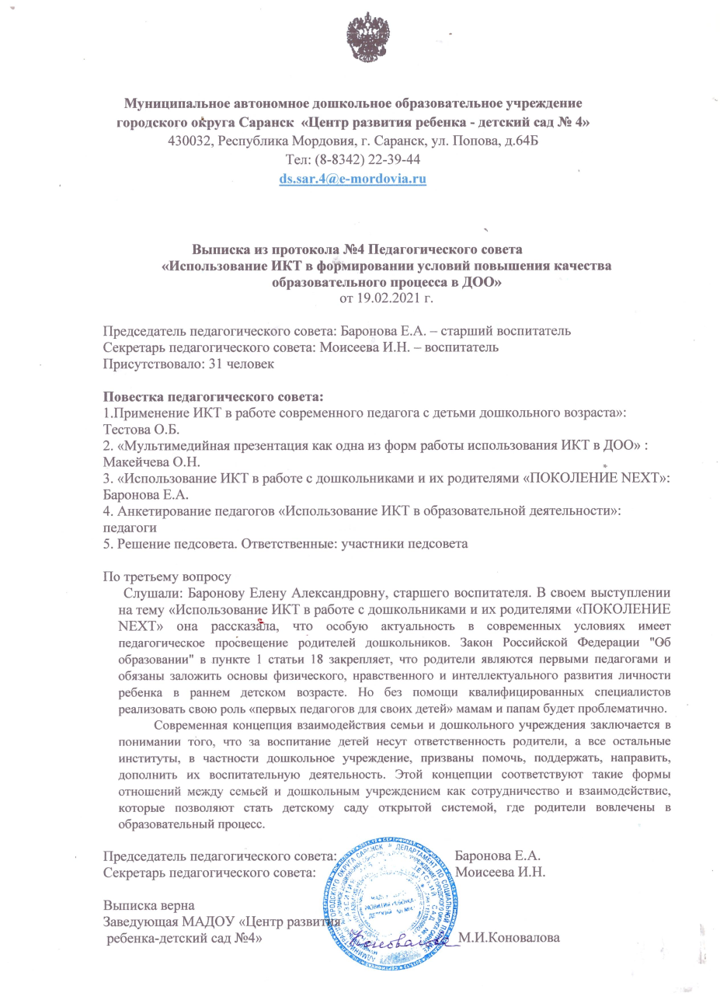 Муниципальное автономное дошкольное образовательное учреждение
городского округа Саранск «Центр развития ребенка - детский сад № 4»
430032, Республика Мордовия, г. Саранск, ул. Попова, д.64Б
Тел: (8-8342) 22-39-44
ds.sar.4@e-mordovia.ru
Выписка из протокола №4 Педагогического совета
«Использование ИКТ в формировании условий повышения качества
образовательного процесса в ДОО»
от 19.02.2021 г.
Председатель педагогического совета: Баронова Е.А. – старший воспитатель
Секретарь педагогического совета: Моисеева И.Н. – воспитатель
Присутствовало: 31 человек
Повестка педагогического совета:
1.Применение ИКТ в работе современного педагога с детьми дошкольного возраста»:
Тестова О.Б.
2. «Мультимедийная презентация как одна из форм работы использования ИКТ в ДОО» :
Макейчева О.Н.
3. «Использование ИКТ в работе с дошкольниками и их родителями «ПОКОЛЕНИЕ NEXT»:
Баронова Е.А.
4. Анкетирование педагогов «Использование ИКТ в образовательной деятельности»:
педагоги
5. Решение педсовета. Ответственные: участники педсовета
По третьему вопросу
Слушали: Баронову Елену Александровну, старшего воспитателя. В своем выступлении
на тему «Использование ИКТ в работе с дошкольниками и их родителями «ПОКОЛЕНИЕ
NEXT» она рассказала, что особую актуальность в современных условиях имеет
педагогическое просвещение родителей дошкольников. Закон Российской Федерации "Об
образовании" в пункте 1 статьи 18 закрепляет, что родители являются первыми педагогами и
обязаны заложить основы физического, нравственного и интеллектуального развития личности
ребенка в раннем детском возрасте. Но без помощи квалифицированных специалистов
реализовать свою роль «первых педагогов для своих детей» мамам и папам будет проблематично.
Современная концепция взаимодействия семьи и дошкольного учреждения заключается в
понимании того, что за воспитание детей несут ответственность родители, а все остальные
институты, в частности дошкольное учреждение, призваны помочь, поддержать, направить,
дополнить их воспитательную деятельность. Этой концепции соответствуют такие формы
отношений между семьей и дошкольным учреждением как сотрудничество и взаимодействие,
которые позволяют стать детскому саду открытой системой, где родители вовлечены в
образовательный процесс.
Председатель педагогического совета: Баронова Е.А.
Секретарь педагогического совета: Моисеева И.Н.
Выписка верна
Заведующая МАДОУ «Центр развития
ребенка-детский сад №4» Коновалова М.И.Коновалова